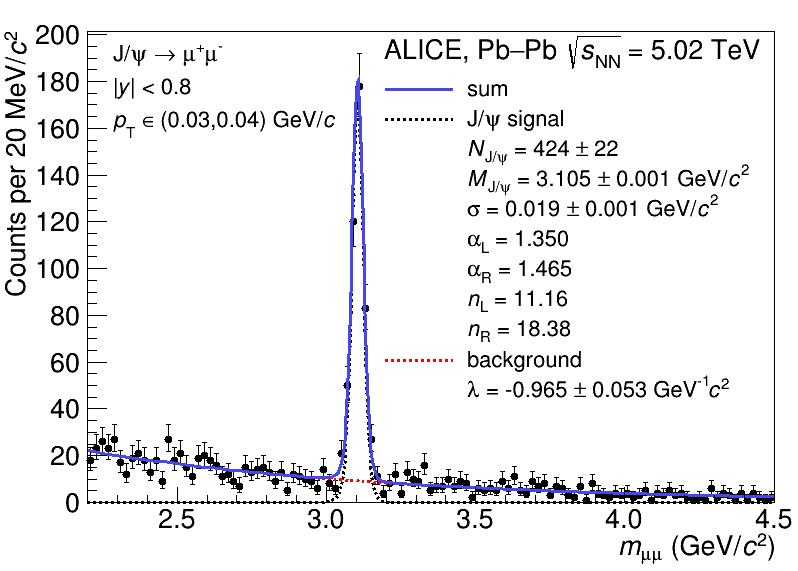 Counts per 20 MeV/c²
200
180
160
140
120
100
80
60
40
20
0
J/ψ → μ⁺μ⁻
|y| < 0.8
p_T ∈ (0.03,0.04) GeV/c
ALICE, Pb–Pb √s_NN = 5.02 TeV
sum
J/ψ signal
N_J/ψ = 424 ± 22
M_J/ψ = 3.105 ± 0.001 GeV/c²
σ = 0.019 ± 0.001 GeV/c²
α_L = 1.350
α_R = 1.465
n_L = 11.16
n_R = 18.38
background
λ = -0.965 ± 0.053 GeV⁻¹c²
2.5 3.0 3.5 4.0 4.5
m_μμ (GeV/c²)